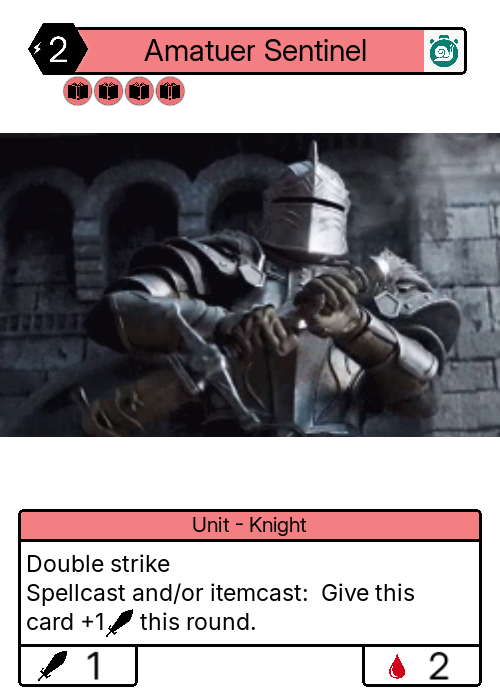 2
Amatuer Sentinel
Unit - Knight
Double strike
Spellcast and/or itemcast:  Give this
card +1 this round.
1
2